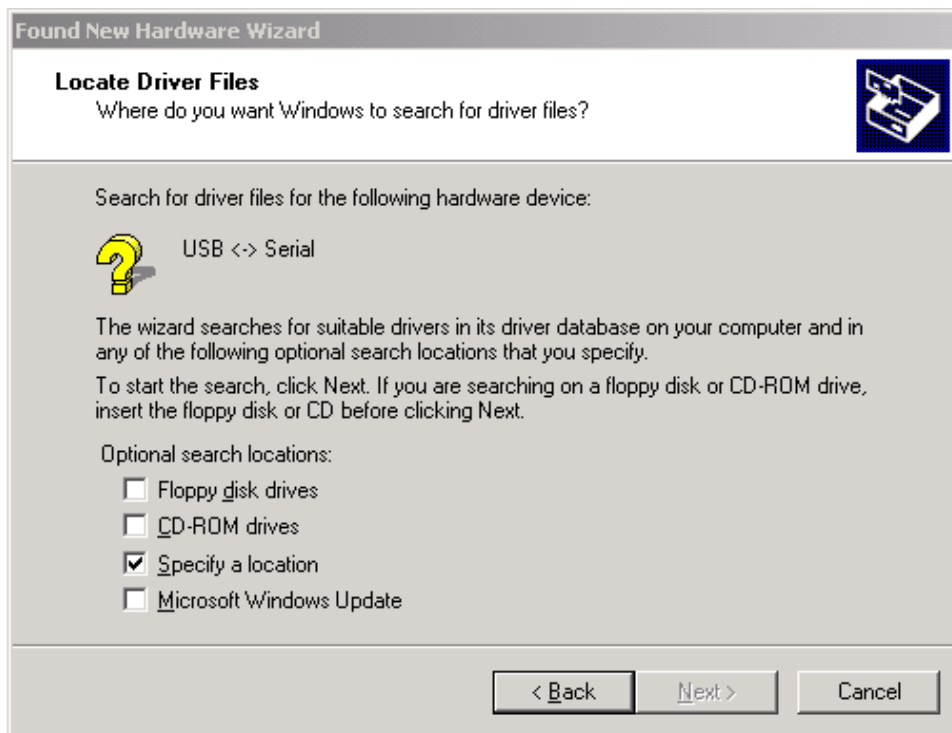 Found New Hardware Wizard
Locate Driver Files
Where do you want Windows to search for driver files?
Search for driver files for the following hardware device:
USB <-> Serial
The wizard searches for suitable drivers in its driver database on your computer and in
any of the following optional search locations that you specify.
To start the search, click Next. If you are searching on a floppy disk or CD-ROM drive,
insert the floppy disk or CD before clicking Next.
Optional search locations:
Floppy disk drives
CD-ROM drives
Specify a location
Microsoft Windows Update
< Back Next > Cancel